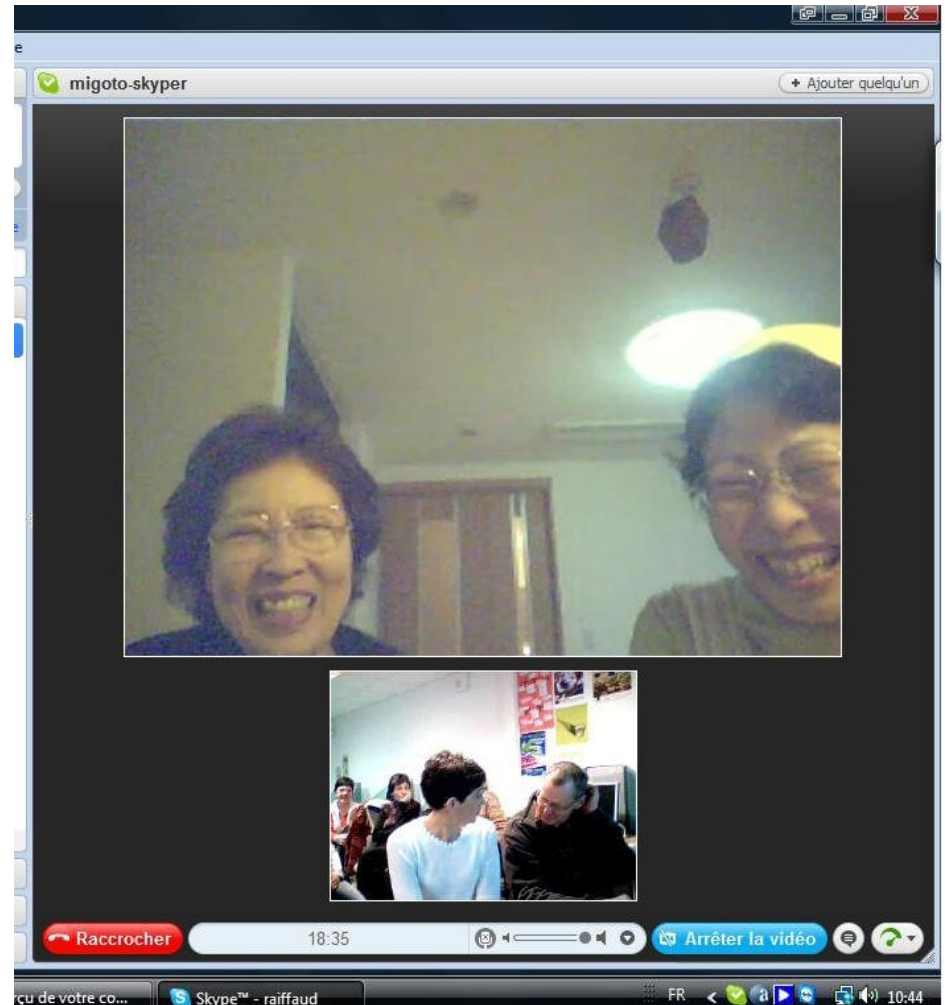 e
migoto-skyper
+ Ajouter quelqu'un
Raccrocher
18:35
Arrêter la vidéo
rçu de votre co...
Skype™ - raiffaud
FR
10:44